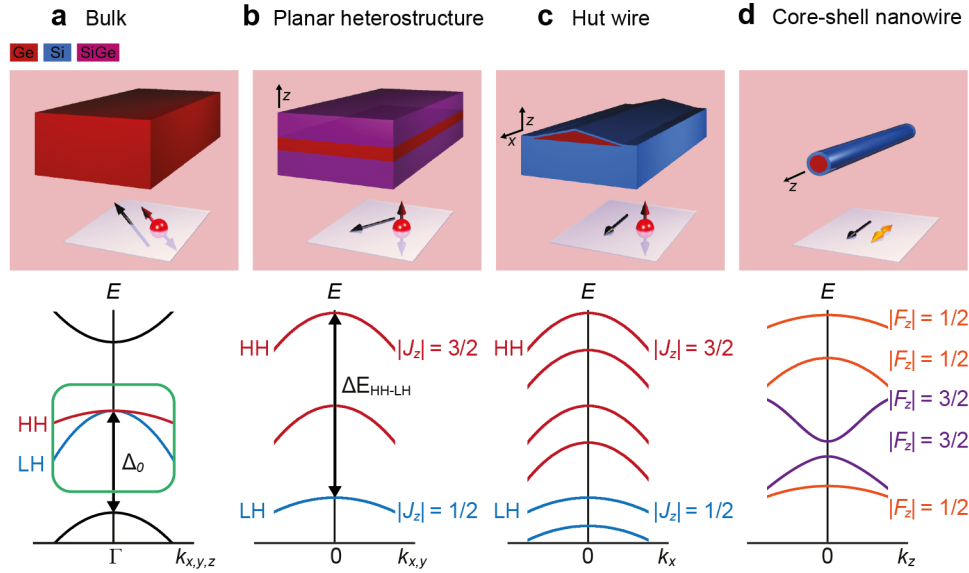 a Bulk
b Planar heterostructure
c Hut wire
d Core-shell nanowire
Ge Si SiGe
z
z
x
z
E
HH
LH
Δ0
Γ
kx,y,z
E
HH
|Jz| = 3/2
ΔEHH-LH
LH
|Jz| = 1/2
0
kx,y
E
HH
|Jz| = 3/2
LH
|Jz| = 1/2
0
kx
E
|Fz| = 1/2
|Fz| = 1/2
|Fz| = 3/2
|Fz| = 3/2
|Fz| = 1/2
0
kz